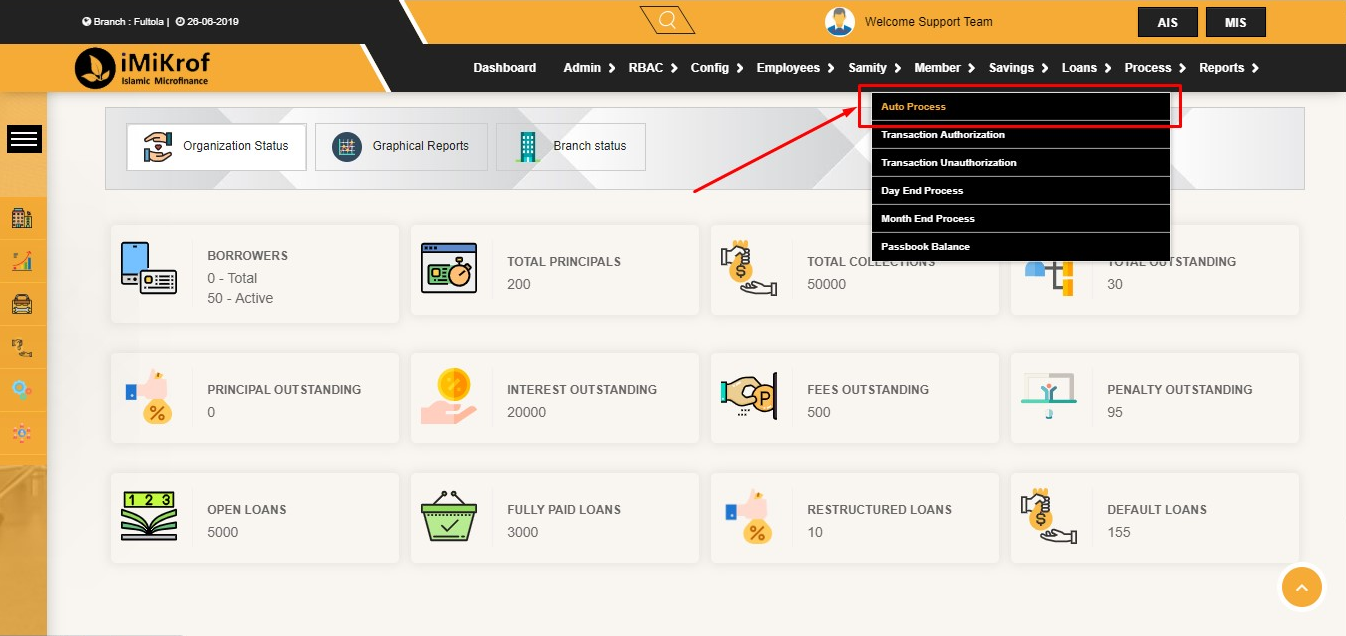 Branch : Fultola | 26-06-2019
Welcome Support Team
AIS
MIS
iMiKrof
Islamic Microfinance
Dashboard Admin RBAC Config Employees Samity Member Savings Loans Process Reports
Auto Process
Transaction Authorization
Transaction Unauthorization
Day End Process
Month End Process
Passbook Balance
Organization Status
Graphical Reports
Branch status
BORROWERS
0 - Total
50 - Active
TOTAL PRINCIPALS
200
$
TOTAL COLLECTIONS
50000
TOTAL OUTSTANDING
30
%
PRINCIPAL OUTSTANDING
0
%
INTEREST OUTSTANDING
20000
P
FEES OUTSTANDING
500
PENALTY OUTSTANDING
95
1 2 3
OPEN LOANS
5000
FULLY PAID LOANS
3000
%
RESTRUCTURED LOANS
10
$
DEFAULT LOANS
155